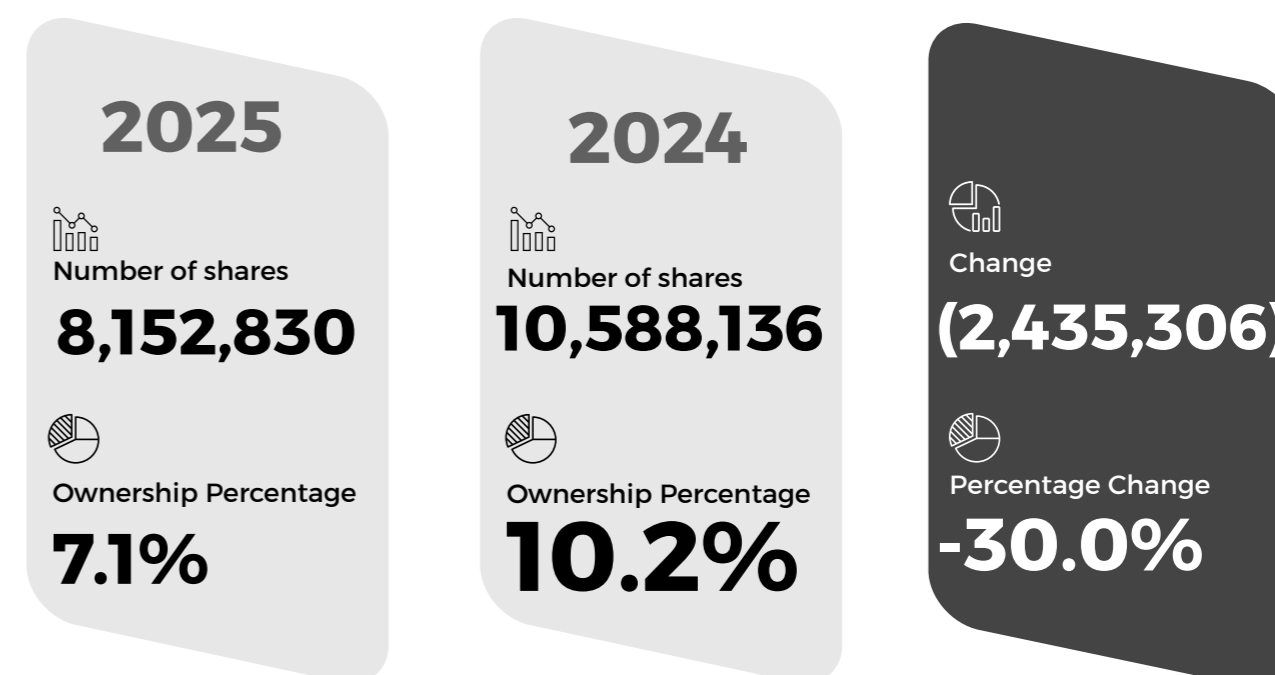 2025
Number of shares
8,152,830
Ownership Percentage
7.1%
2024
Number of shares
10,588,136
Ownership Percentage
10.2%
Change
(2,435,306)
Percentage Change
-30.0%